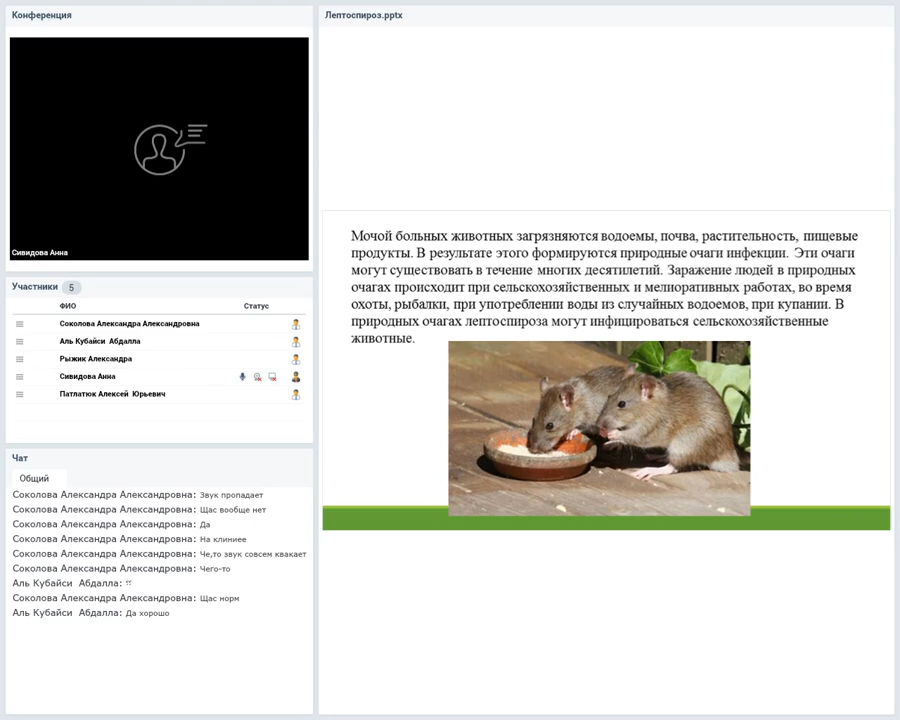 Конференция
Сивидова Анна
Участники 5
ФИО Статус
Соколова Александра Александровна
Аль Кубайси Абдалла
Рыжик Александра
Сивидова Анна
Патлатюк Алексей Юрьевич
Чат
Общий
Соколова Александра Александровна: Звук пропадает
Соколова Александра Александровна: Щас вообще нет
Соколова Александра Александровна: Да
Соколова Александра Александровна: На клиниее
Соколова Александра Александровна: Че,то звук совсем квакает
Соколова Александра Александровна: Чего-то
Аль Кубайси Абдалла:
Соколова Александра Александровна: Щас норм
Аль Кубайси Абдалла: Да хорошо
Лептоспироз.pptx
Мочой больных животных загрязняются водоемы, почва, растительность, пищевые
продукты. В результате этого формируются природные очаги инфекции. Эти очаги
могут существовать в течение многих десятилетий. Заражение людей в природных
очагах происходит при сельскохозяйственных и мелиоративных работах, во время
охоты, рыбалки, при употреблении воды из случайных водоемов, при купании. В
природных очагах лептоспироза могут инфицироваться сельскохозяйственные
животные.